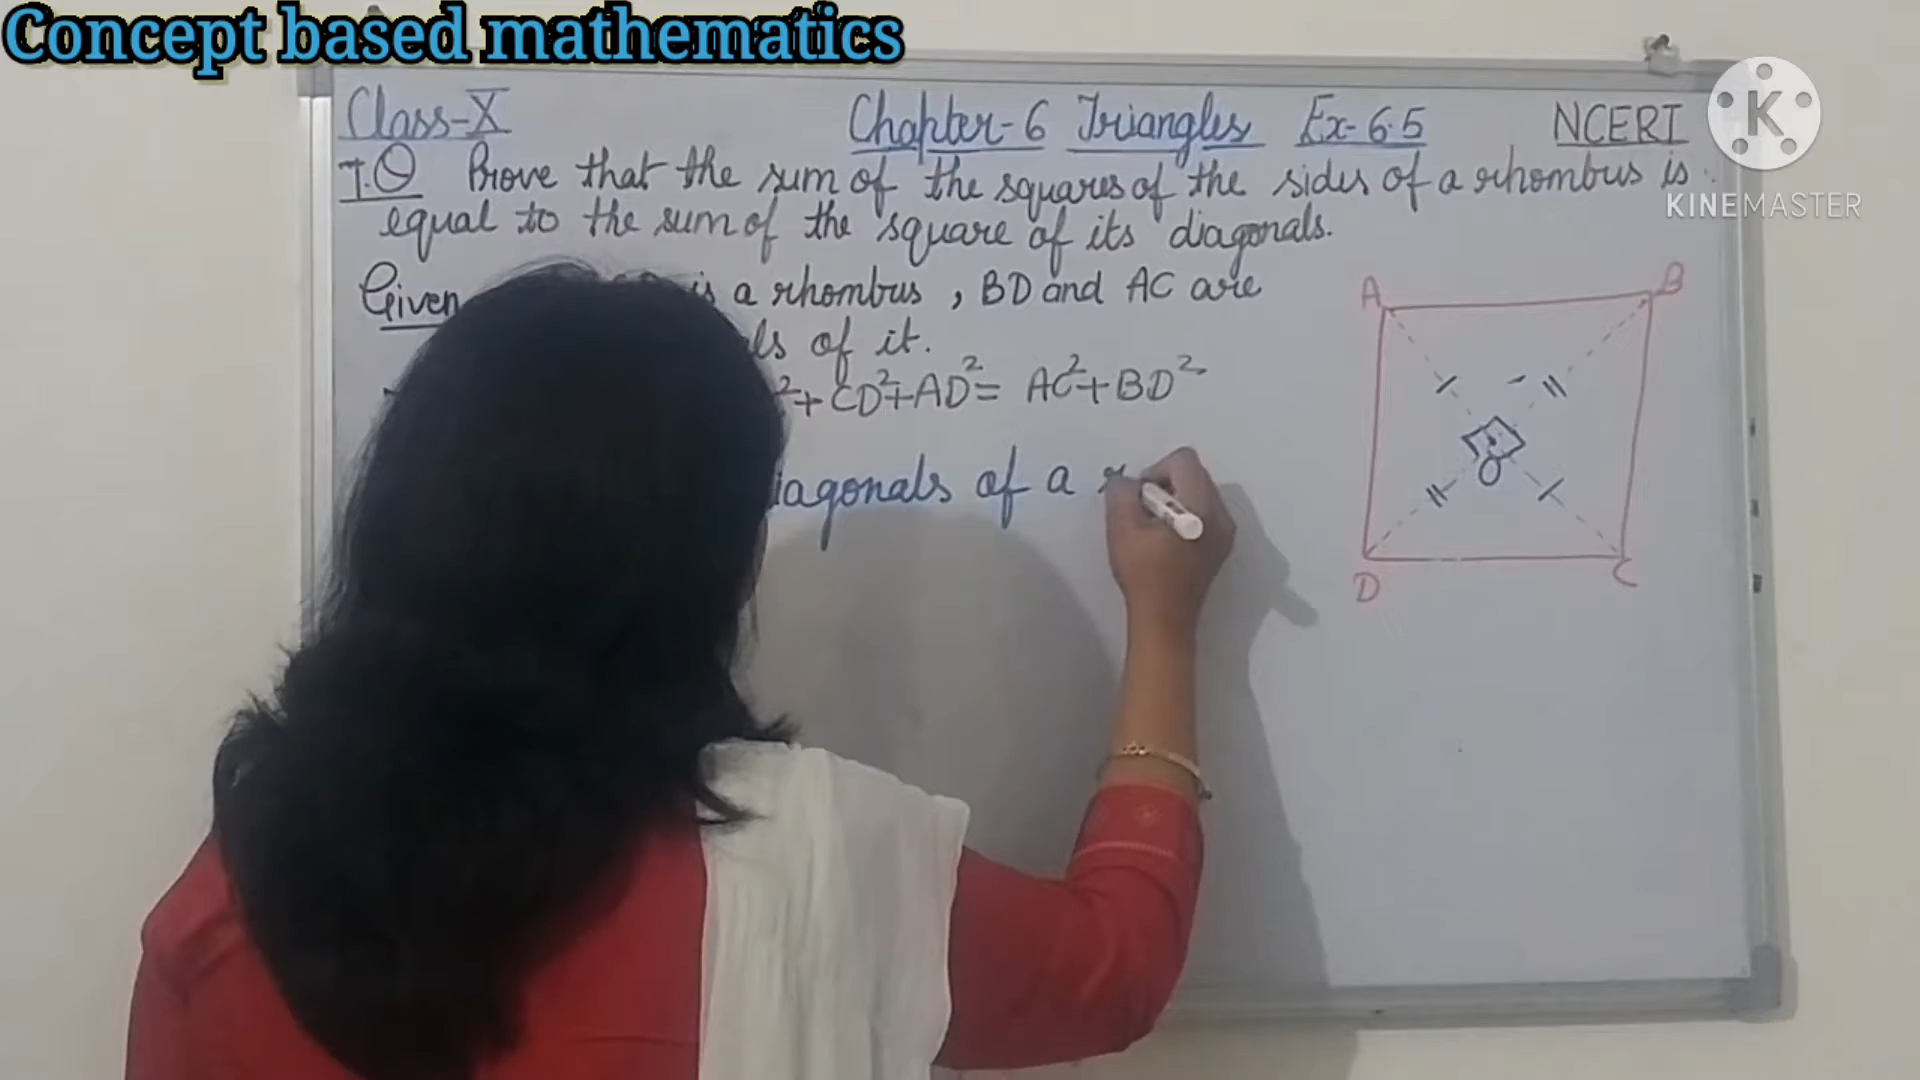 Concept based mathematics
Class-X Chapter-6 Triangles Ex-6.5 NCERT
7.Q Prove that the sum of the squares of the sides of a rhombus is
equal to the sum of the square of its diagonals.
Given is a rhombus, BD and AC are
of it.
+CD²+AD²= AC²+BD²
diagonals of a
A
B
O
D
C
K
KINEMASTER